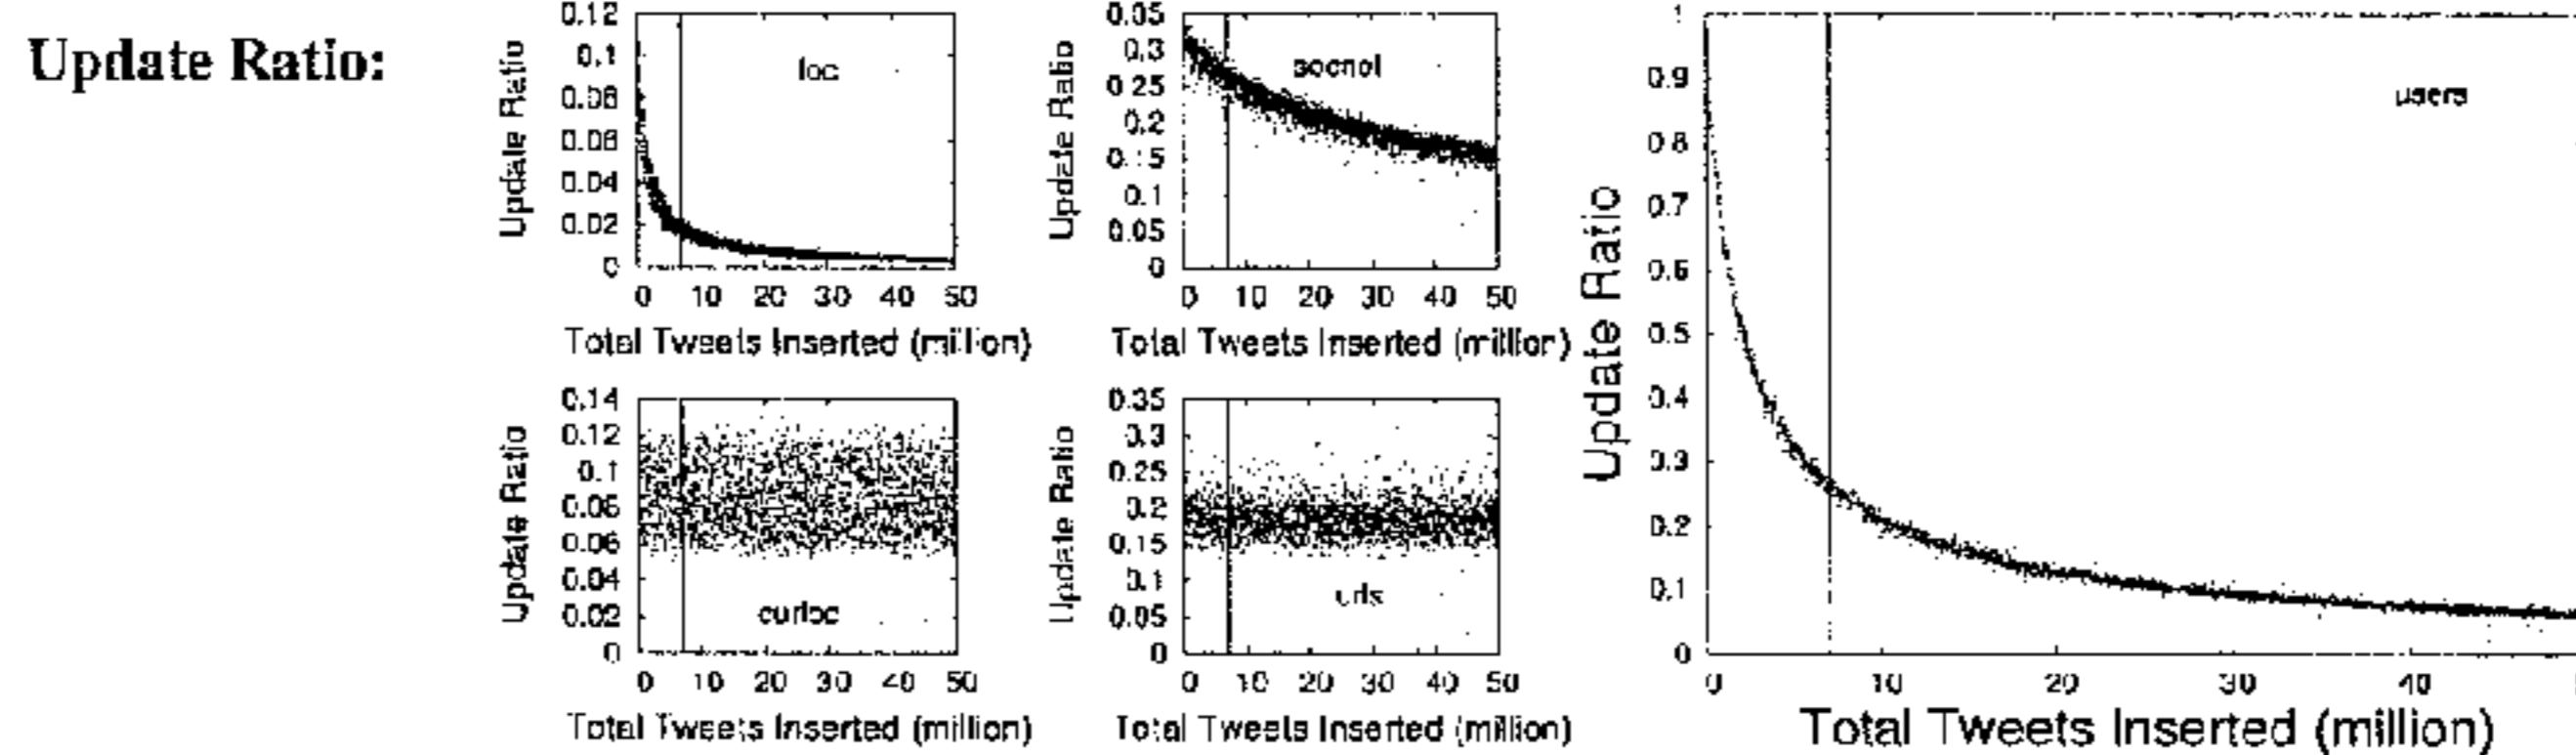 Update Ratio:
0.12
0.1
0.08
0.06
0.04
0.02
0
Update Ratio
loc
0 10 20 30 40 50
Total Tweets Inserted (million)
0.35
0.3
0.25
0.2
0.15
0.1
0.05
0
Update Ratio
socnol
0 10 20 30 40 50
Total Tweets Inserted (million)
0.14
0.12
0.1
0.08
0.06
0.04
0.02
0
Update Ratio
curloc
0 10 20 30 40 50
Total Tweets Inserted (million)
0.35
0.3
0.25
0.2
0.15
0.1
0.05
0
Update Ratio
urls
0 10 20 30 40 50
Total Tweets Inserted (million)
1
0.9
0.8
0.7
0.6
0.5
0.4
0.3
0.2
0.1
0
Update Ratio
users
0 10 20 30 40
Total Tweets Inserted (million)